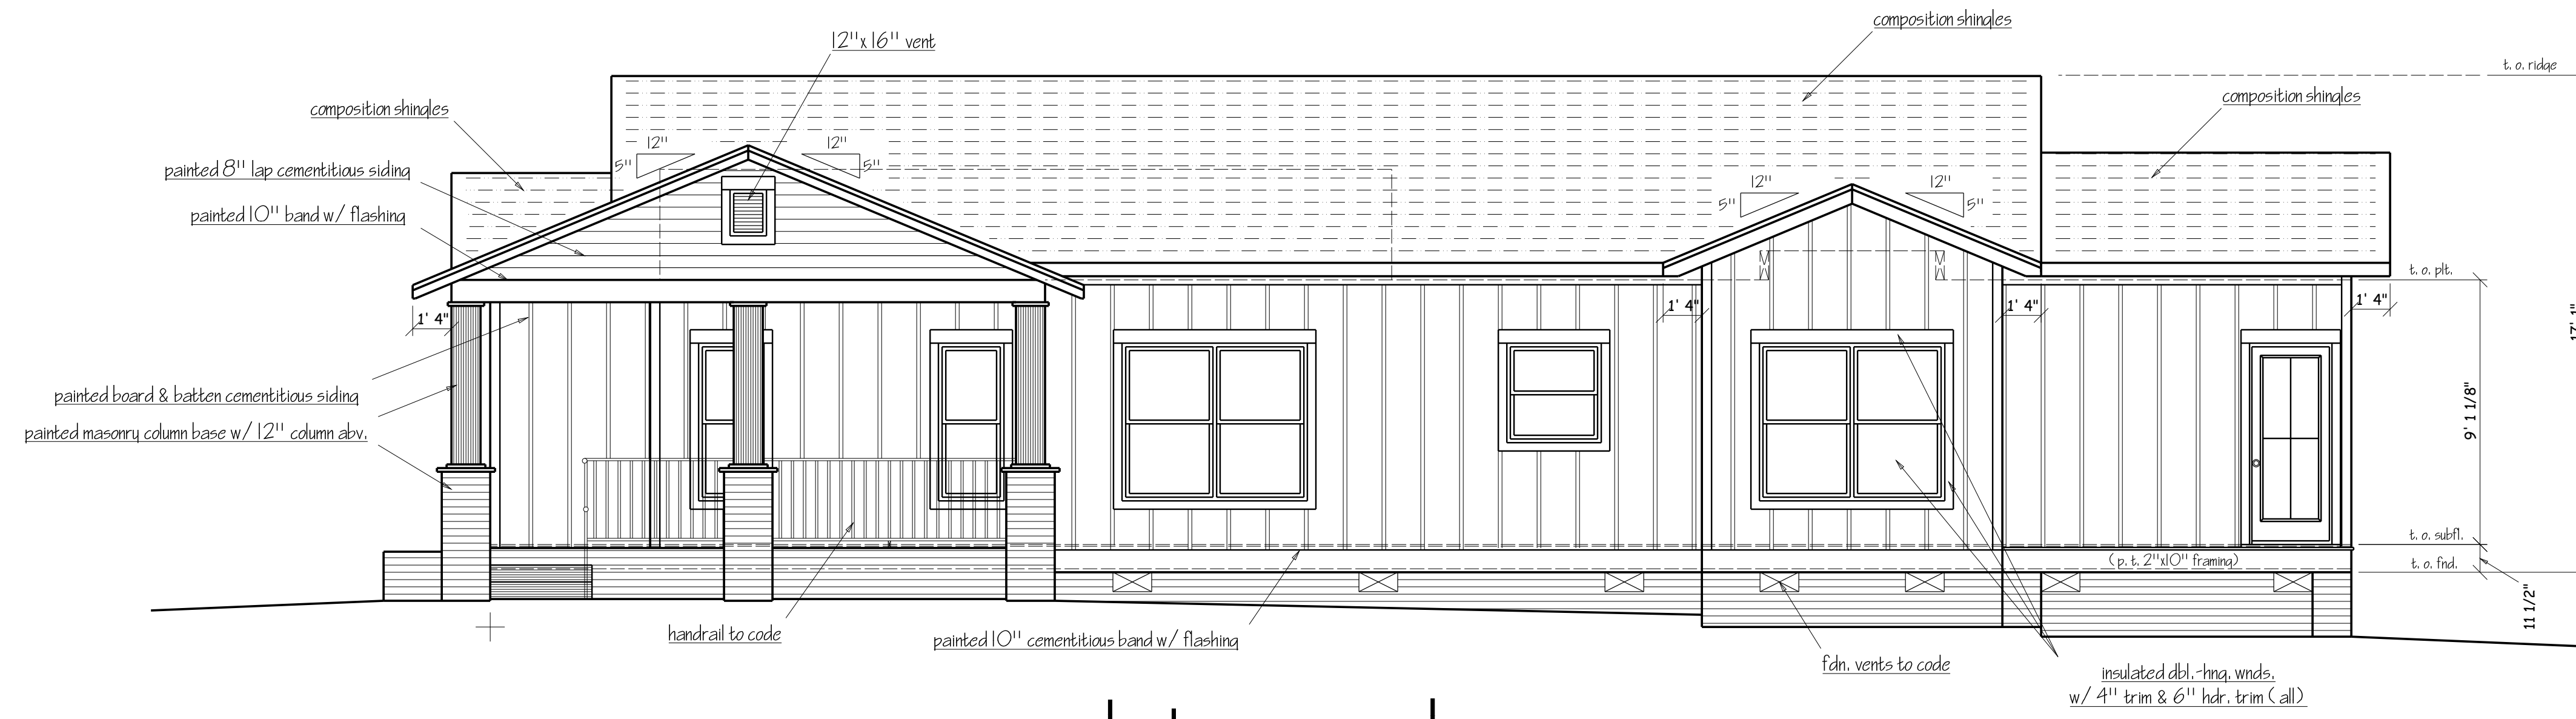 composition shingles
12"x16" vent
t. o. ridge
composition shingles
composition shingles
12"
12"
5"
5"
painted 8" lap cementitious siding
12"
12"
5"
5"
painted 10" band w/ flashing
t. o. plt.
1' 4"
1' 4"
1' 4"
1' 4"
17' 1"
painted board & batten cementitious siding
9' 1 1/8"
painted masonry column base w/ 12" column abv.
t. o. subfl.
(p. t. 2"x10" framing)
t. o. fnd.
11 1/2"
handrail to code
painted 10" cementitious band w/ flashing
fdn. vents to code
insulated dbl.-hng. wnds.
w/ 4" trim & 6" hdr. trim (all)